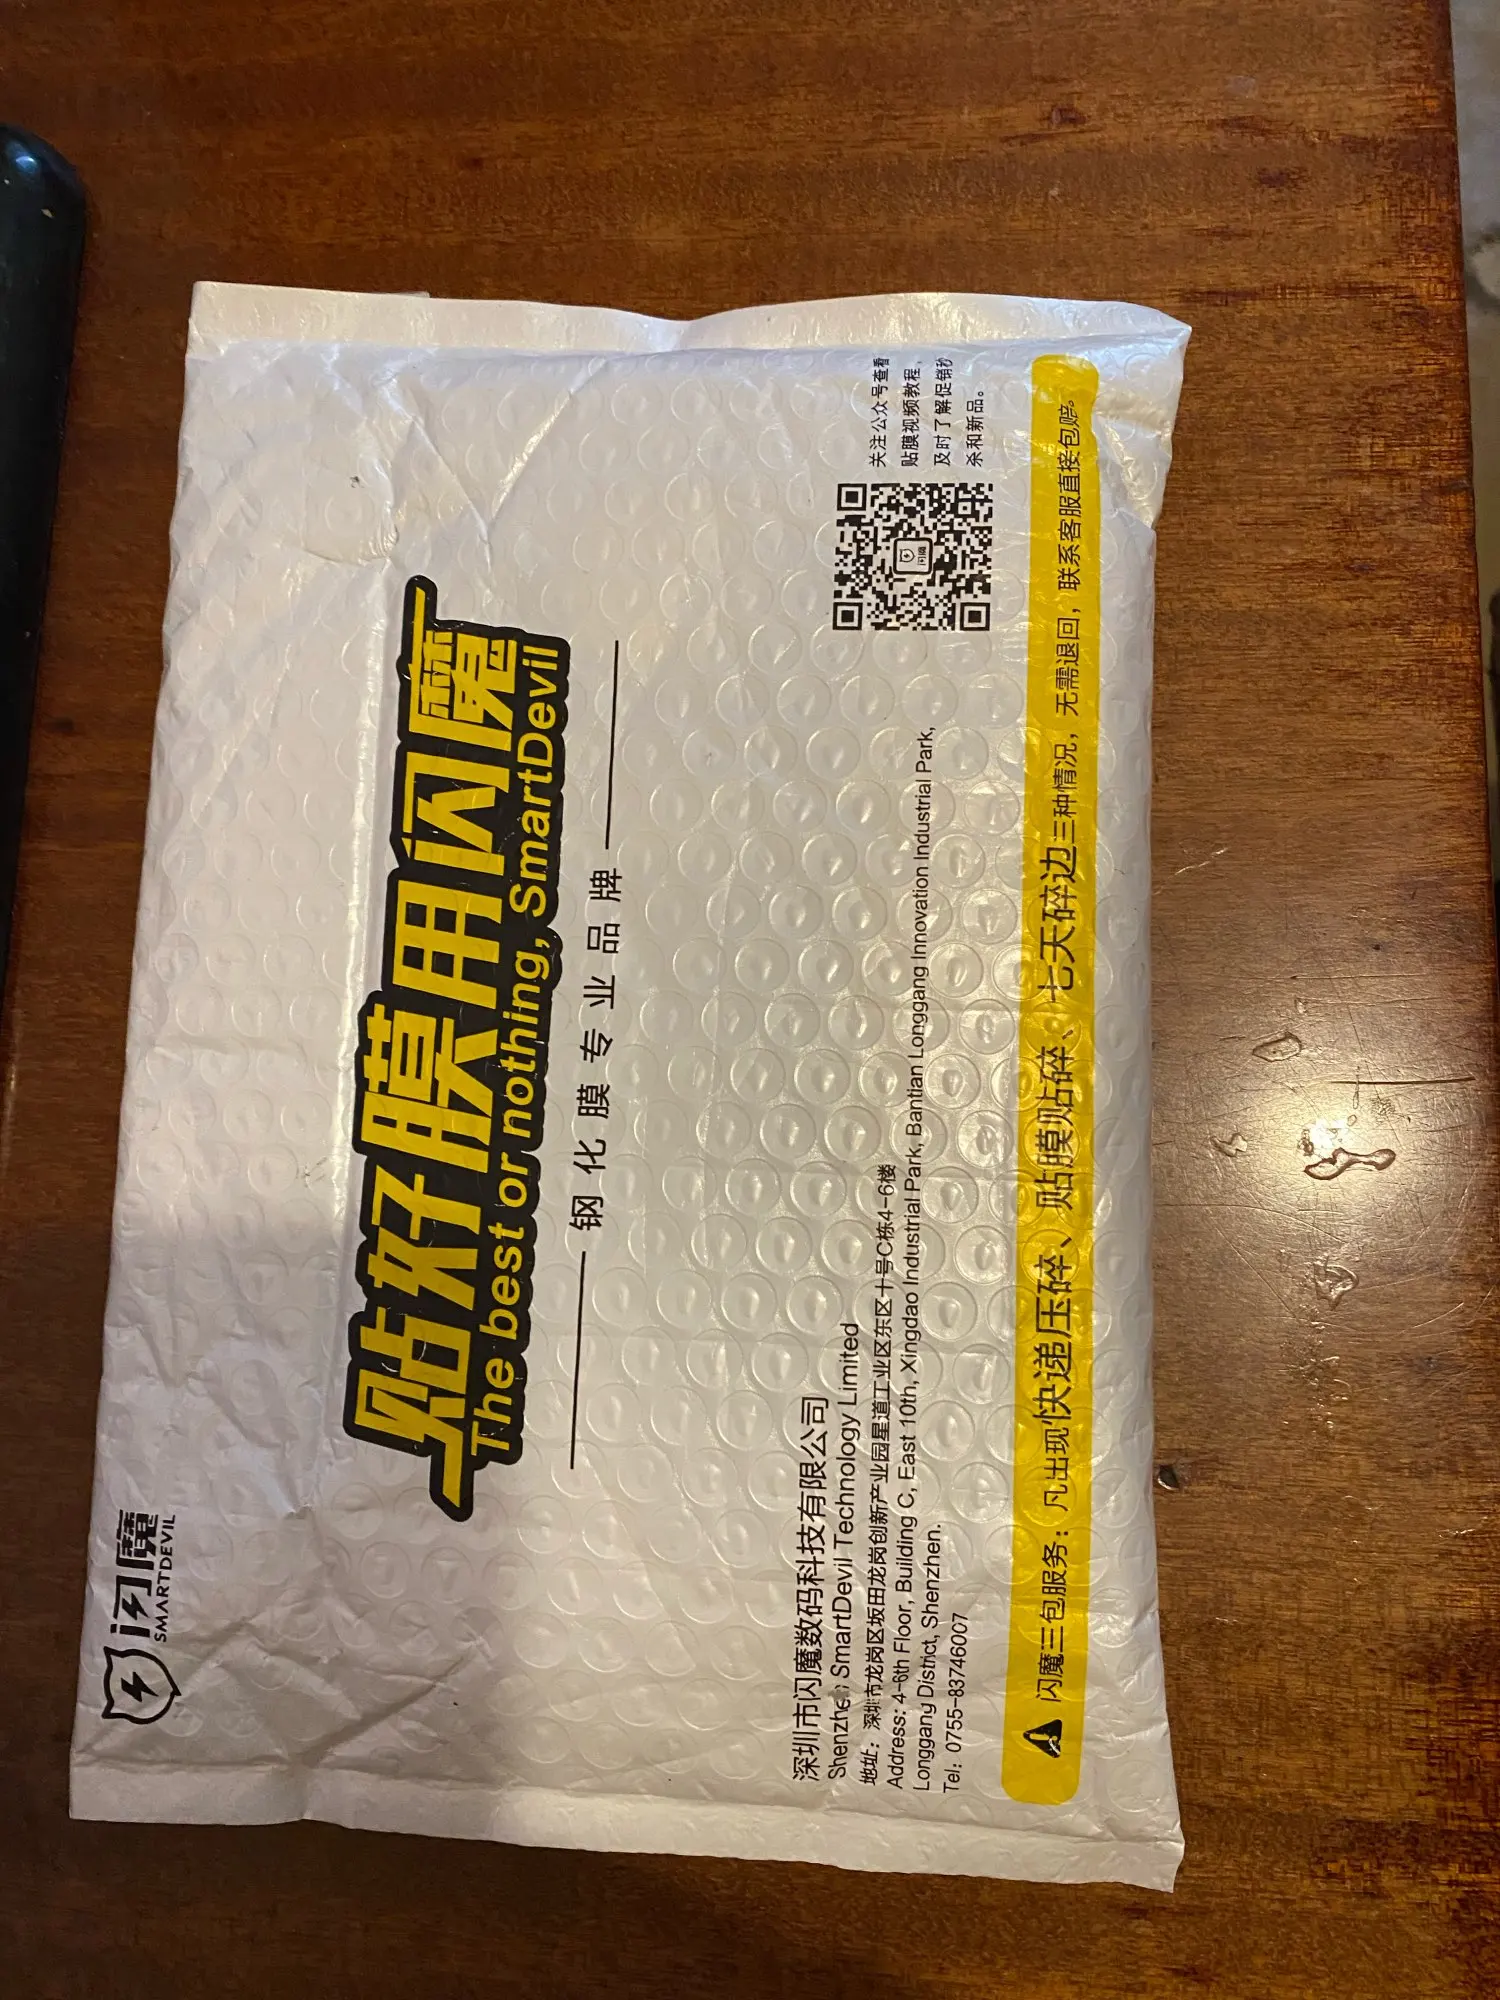 闪魔
SMARTDEVIL
贴好膜用闪魔
The best or nothing, SmartDevil
钢化膜专业品牌
深圳市闪魔数码科技有限公司
Shenzhen SmartDevil Technology Limited
地址：深圳市龙岗区坂田龙岗创新产业园星道工业区东区十号C栋4-6楼
Address: 4-6th Floor, Building C, East 10th, Xingdao Industrial Park, Bantian Longgang Innovation Industrial Park,
Longgang District, Shenzhen.
Tel: 0755-83746007
关注公众号查看
贴膜视频教程，
及时了解促销秒
杀和新品。
闪魔
闪魔三包服务：凡出现快递压碎、贴膜贴碎、七天碎边三种情况，无需退回，联系客服直接包赔。